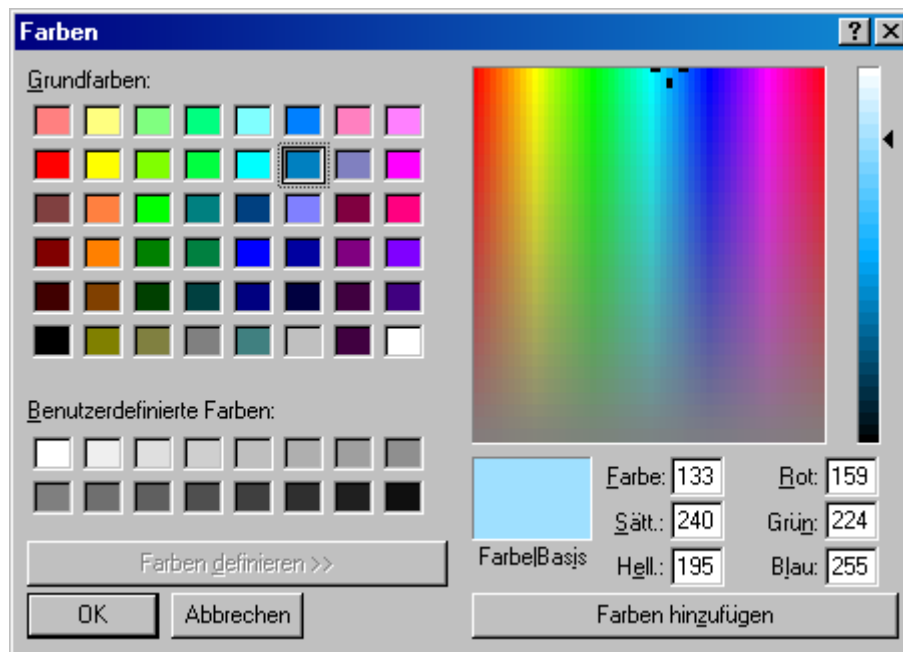 Farben
Grundfarben:
Benutzerdefinierte Farben:
Farben definieren >>
OK
Abbrechen
Farbe|Basis
Farbe: 133
Sätt.: 240
Hell.: 195
Rot: 159
Grün: 224
Blau: 255
Farben hinzufügen